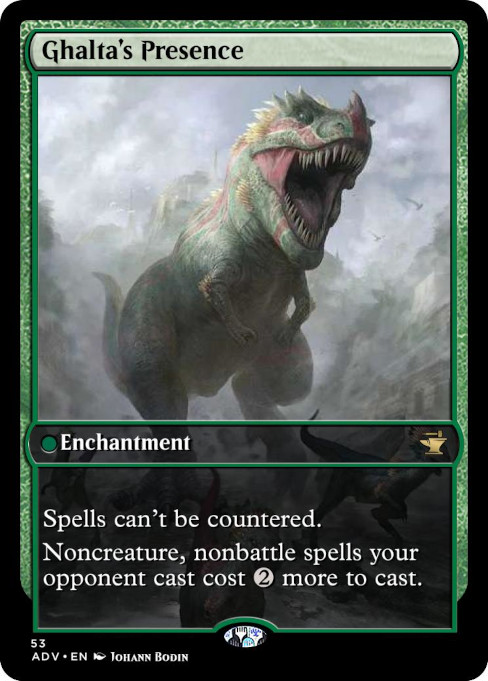 Ghalta's Presence
Enchantment
Spells can't be countered.
Noncreature, nonbattle spells your
opponent cast cost 2 more to cast.
53
ADV • EN Johann Bodin